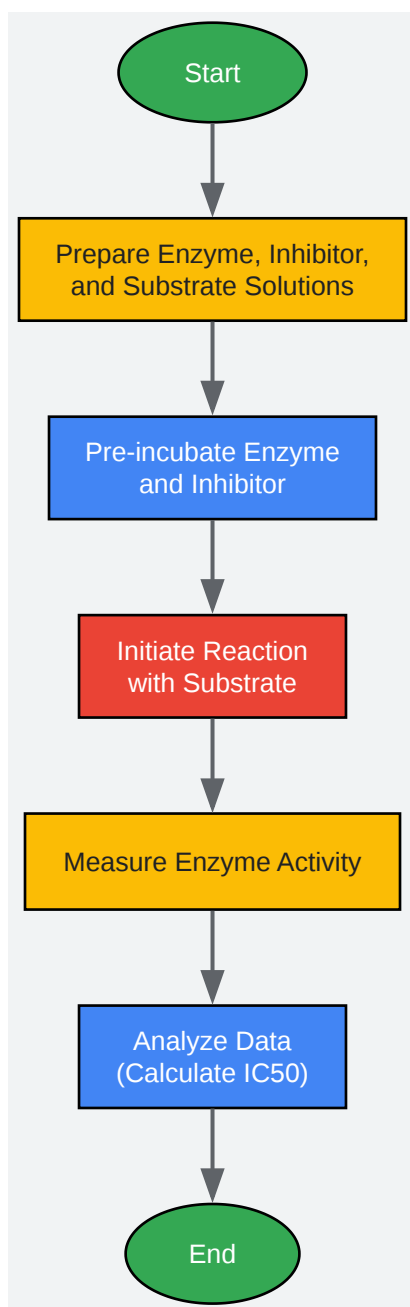 Start
Prepare Enzyme, Inhibitor,
and Substrate Solutions
Pre-incubate Enzyme
and Inhibitor
Initiate Reaction
with Substrate
Measure Enzyme Activity
Analyze Data
(Calculate IC50)
End